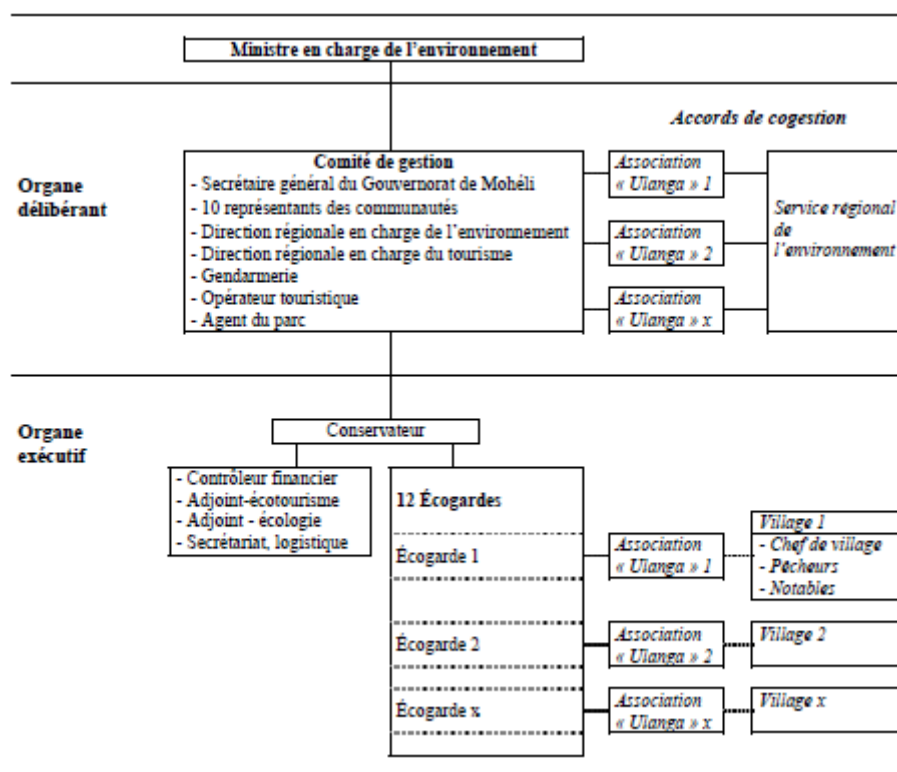 Ministre en charge de l'environnement
Accords de cogestion
Organe
délibérant
Comité de gestion
- Secrétaire général du Gouvernorat de Mohéli
- 10 représentants des communautés
- Direction régionale en charge de l'environnement
- Direction régionale en charge du tourisme
- Gendarmerie
- Opérateur touristique
- Agent du parc
Association
« Ulanga » 1
Association
« Ulanga » 2
Association
« Ulanga » x
Service régional
de
l'environnement
Organe
exécutif
Conservateur
- Contrôleur financier
- Adjoint-écotourisme
- Adjoint - écologie
- Secrétariat, logistique
12 Écogardes
Écogarde 1
Association
« Ulanga » 1
Village 1
- Chef de village
- Pêcheurs
- Notables
Écogarde 2
Association
« Ulanga » 2
Village 2
Écogarde x
Association
« Ulanga » x
Village x